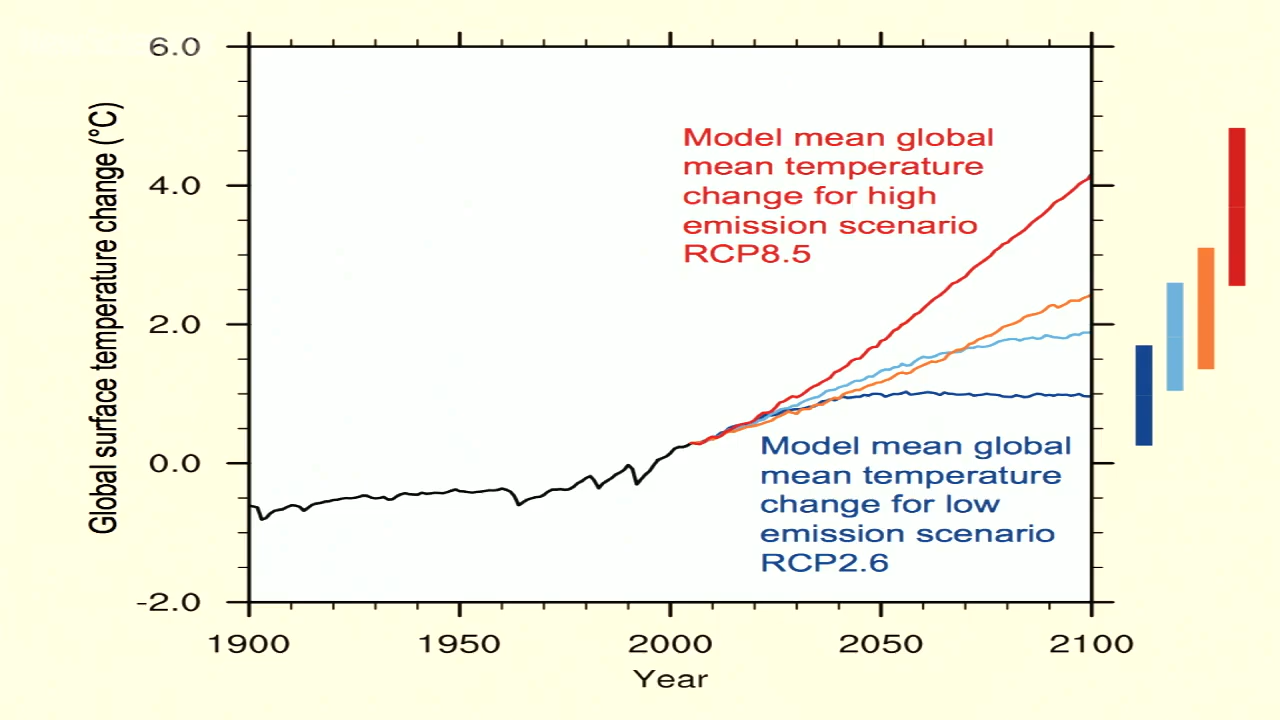 6.0
4.0
2.0
0.0
-2.0
Global surface temperature change (°C)
Model mean global
mean temperature
change for high
emission scenario
RCP8.5
Model mean global
mean temperature
change for low
emission scenario
RCP2.6
1900 1950 2000 2050 2100
Year